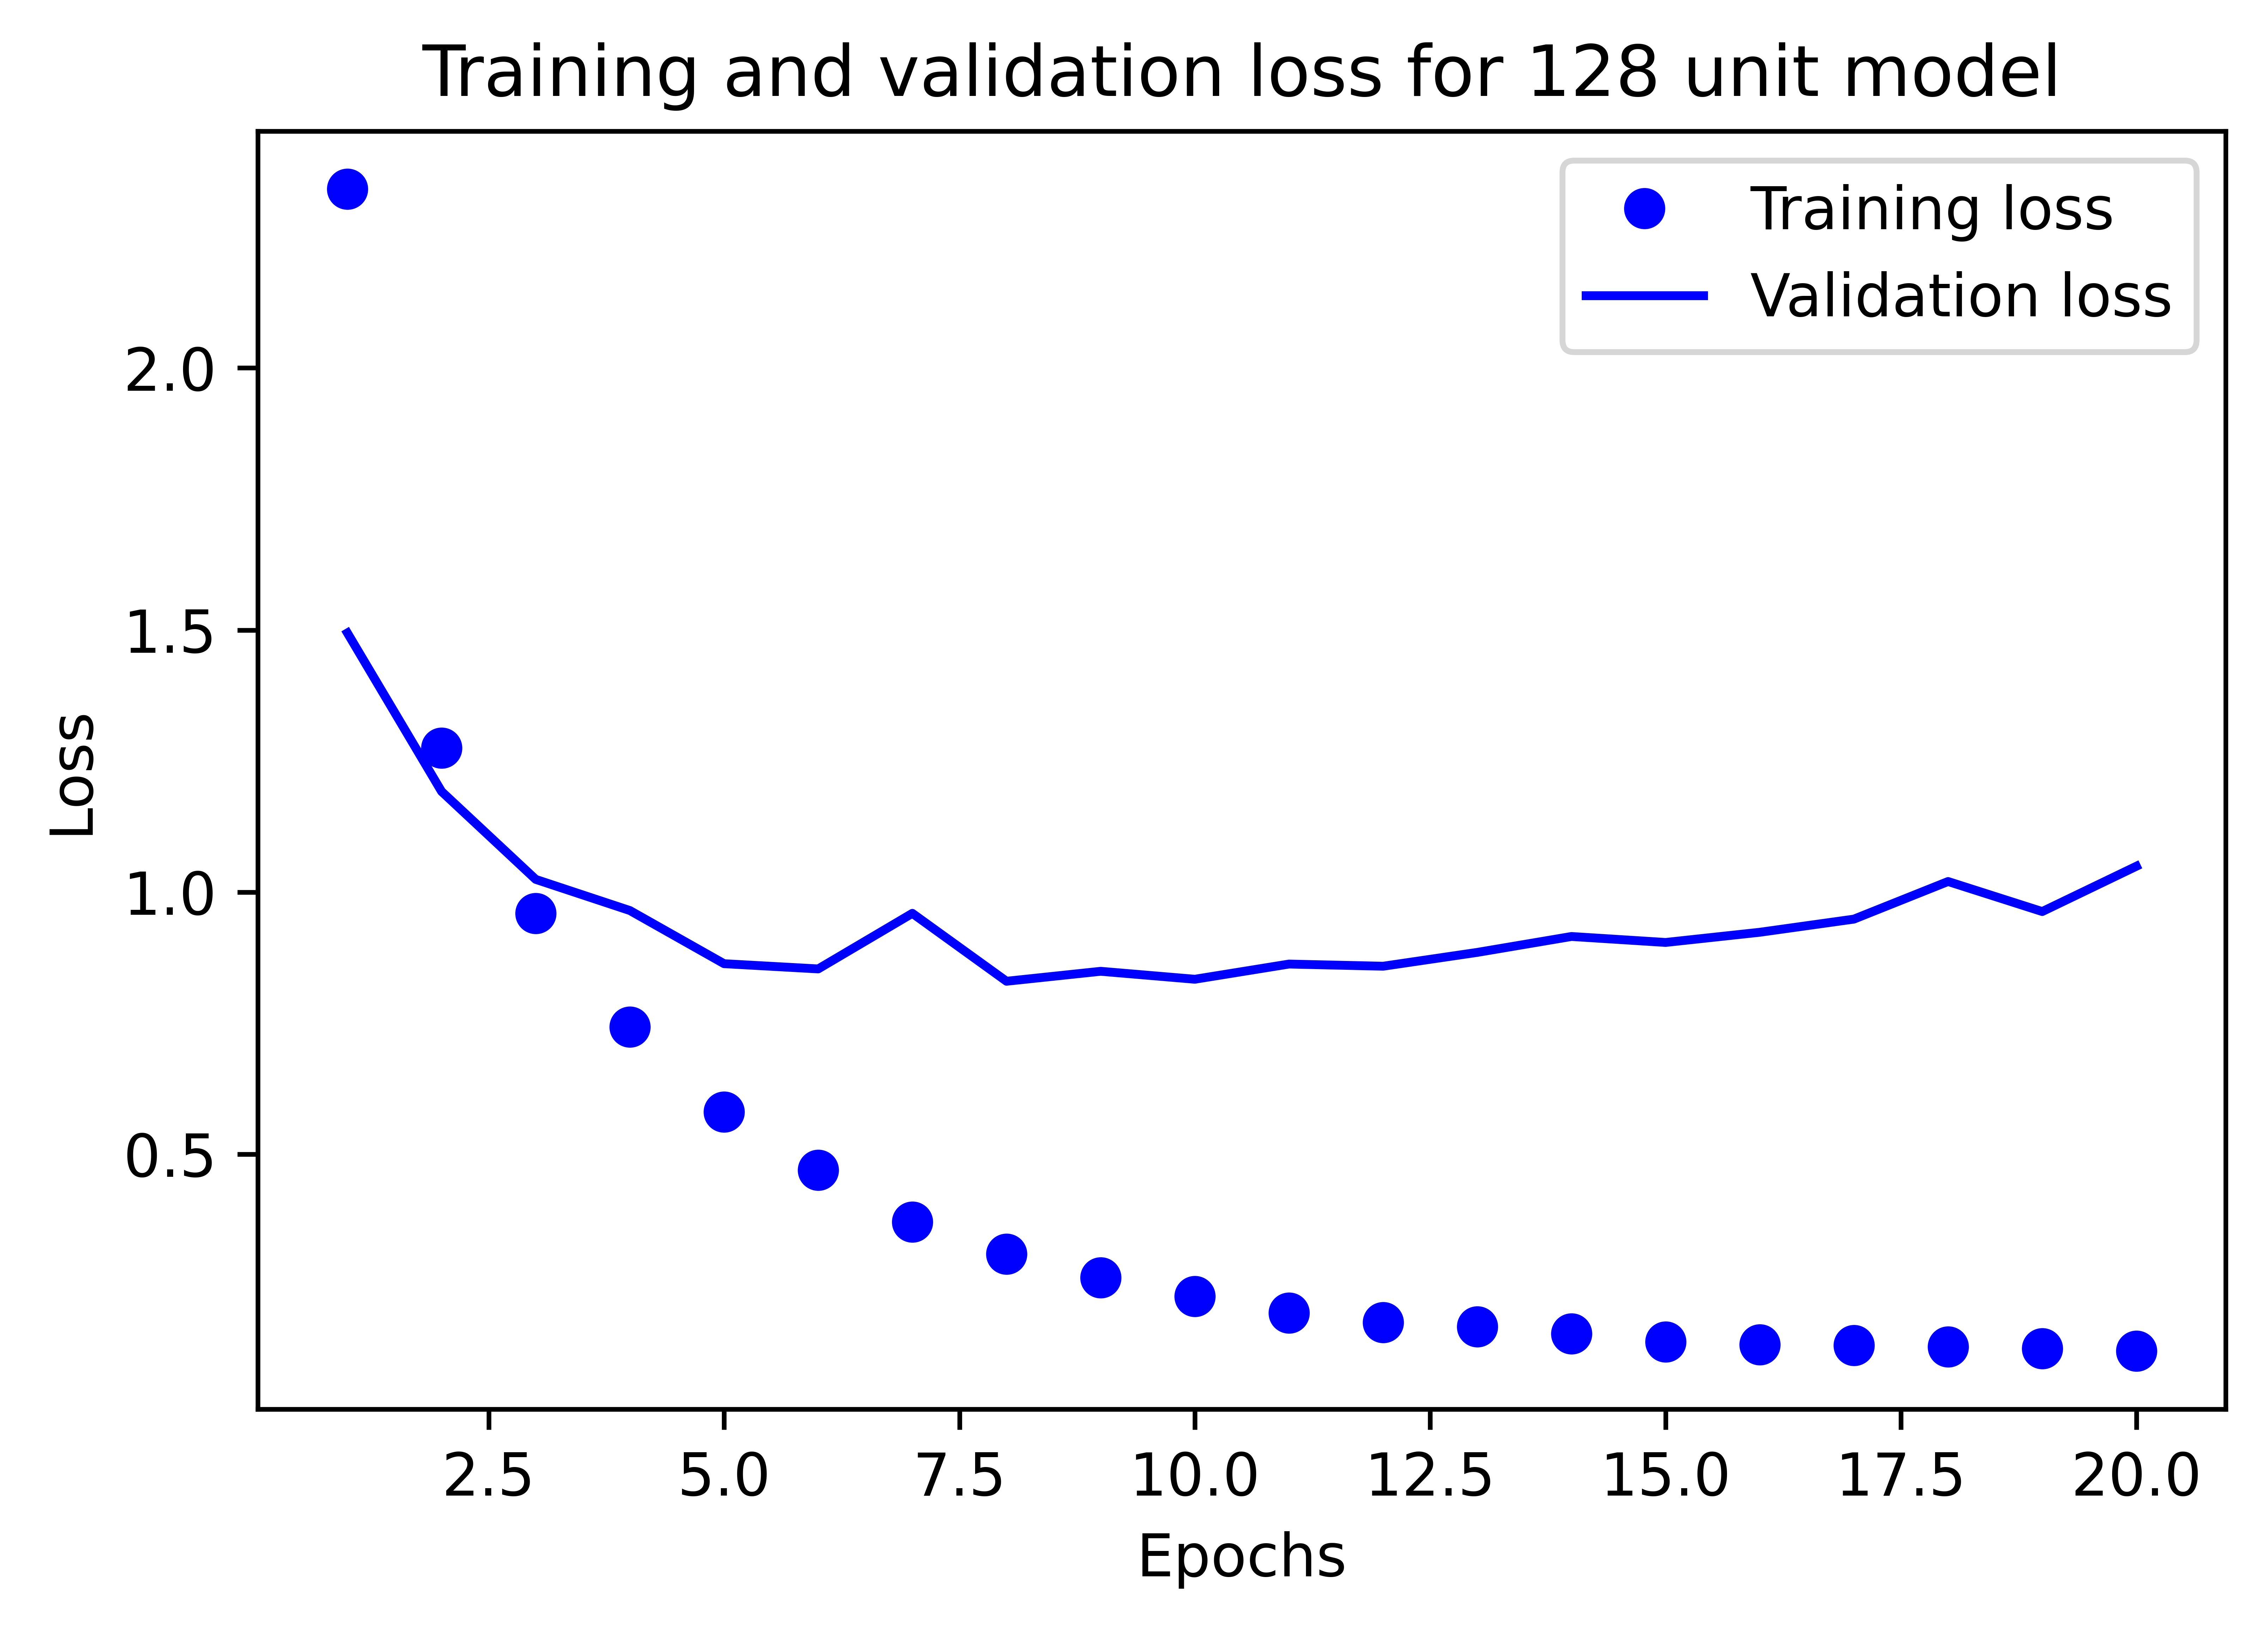 Training and validation loss for 128 unit model
Training loss
Validation loss
2.0
1.5
1.0
0.5
Loss
2.5 5.0 7.5 10.0 12.5 15.0 17.5 20.0
Epochs